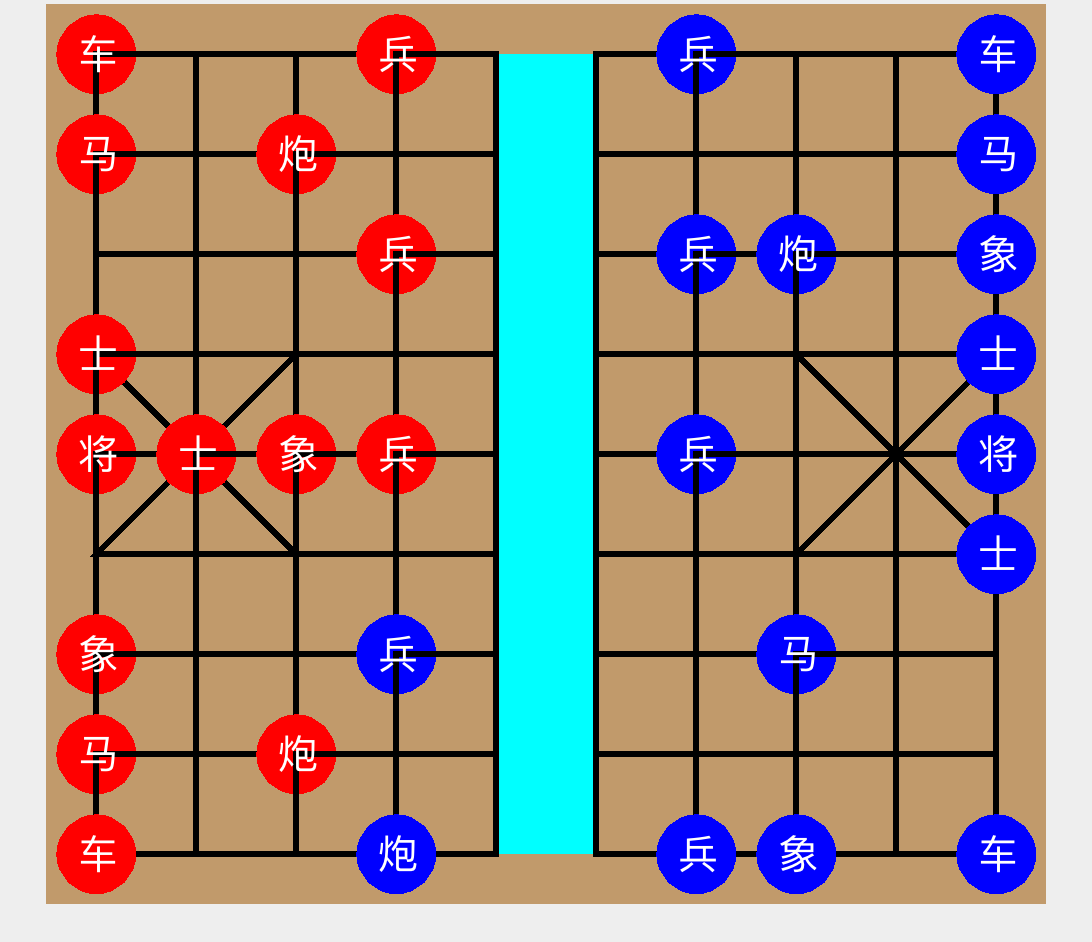 车 兵 兵 车
马 炮 马
兵 兵 炮 象
士 士
将 士 象 兵 兵 将
士
象 兵 马
马 炮
车 炮 兵 象 车